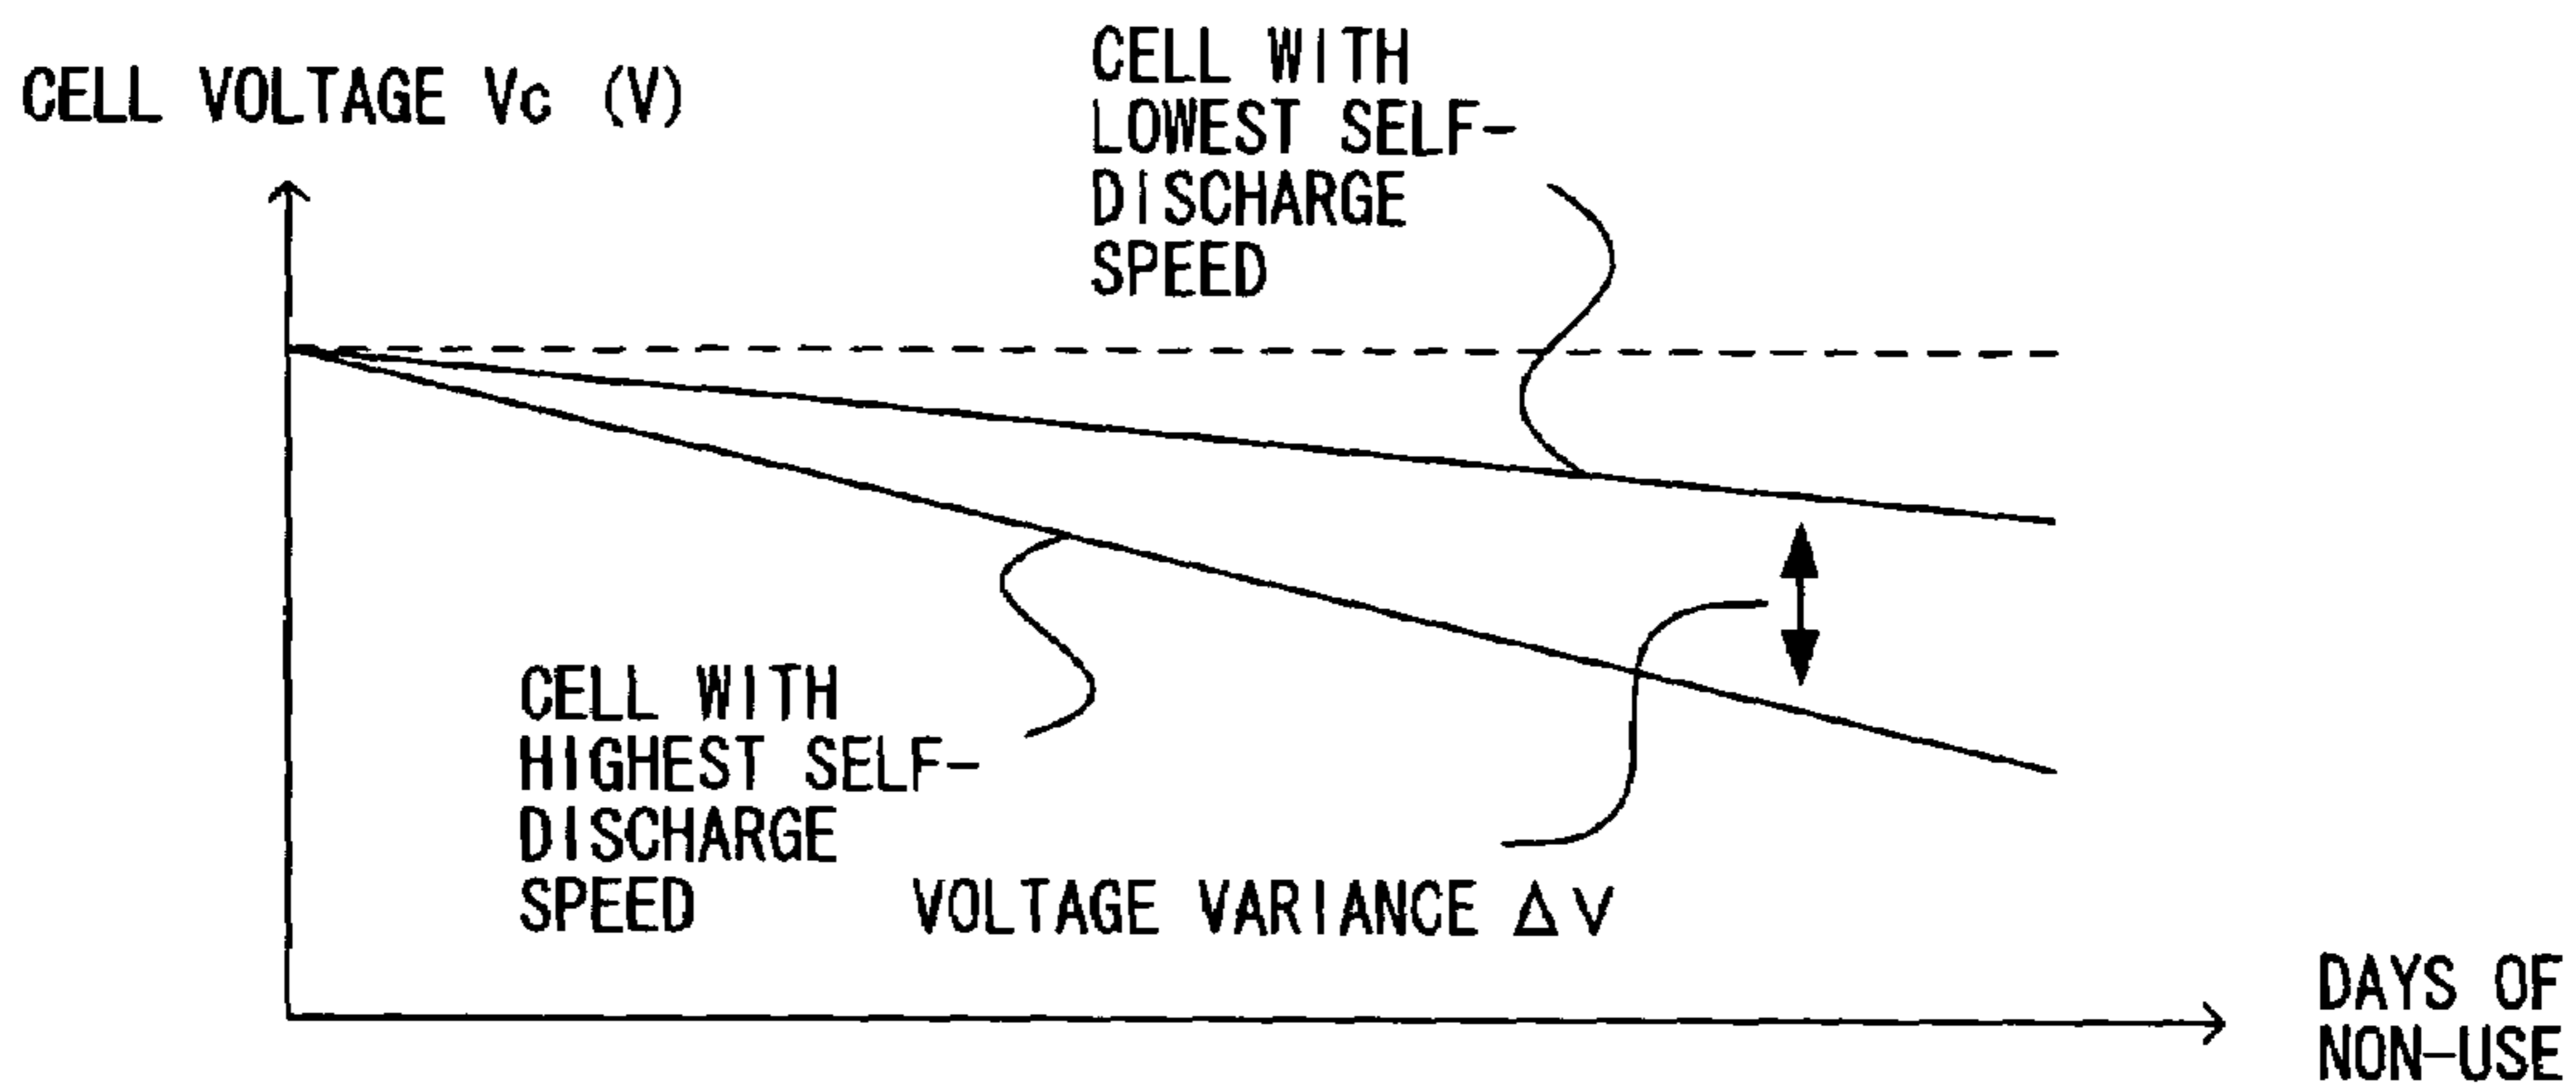 CELL VOLTAGE Vc (V)
CELL WITH
LOWEST SELF-
DISCHARGE
SPEED
CELL WITH
HIGHEST SELF-
DISCHARGE
SPEED
VOLTAGE VARIANCE ΔV
DAYS OF
NON-USE